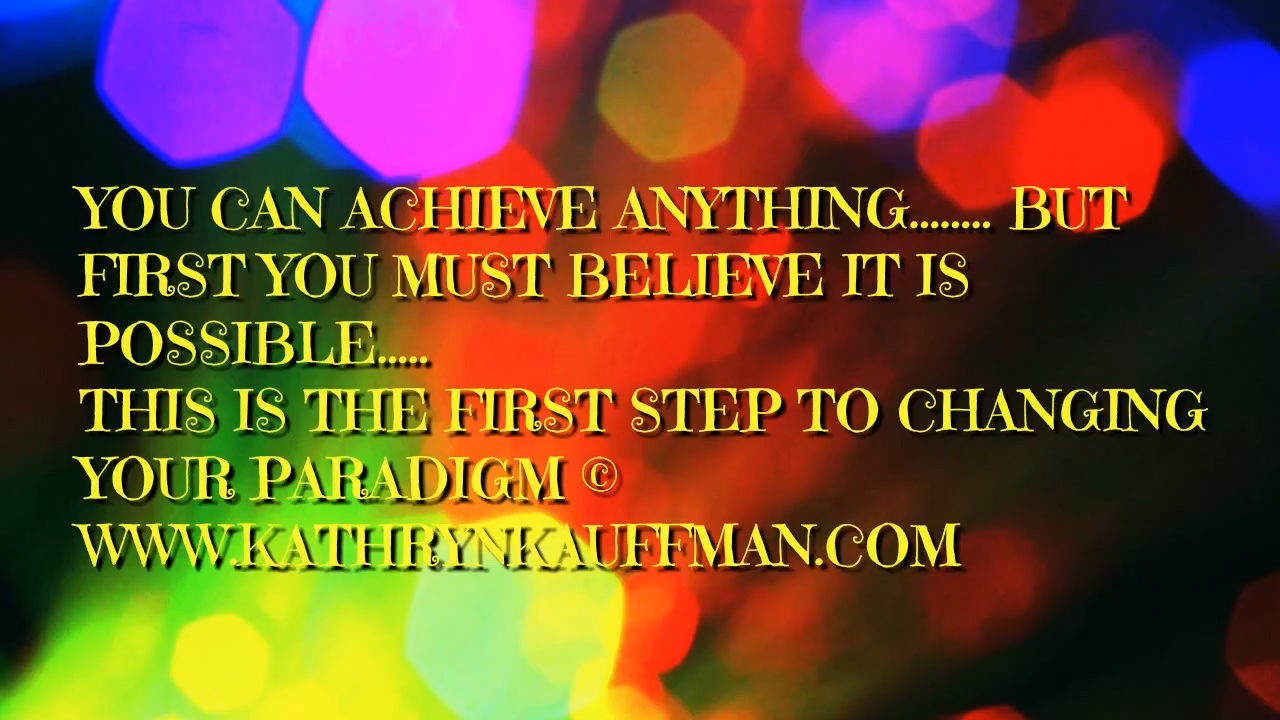 YOU CAN ACHIEVE ANYTHING........ BUT
FIRST YOU MUST BELIEVE IT IS
POSSIBLE.....
THIS IS THE FIRST STEP TO CHANGING
YOUR PARADIGM ©
WWW.KATHRYNKAUFFMAN.COM